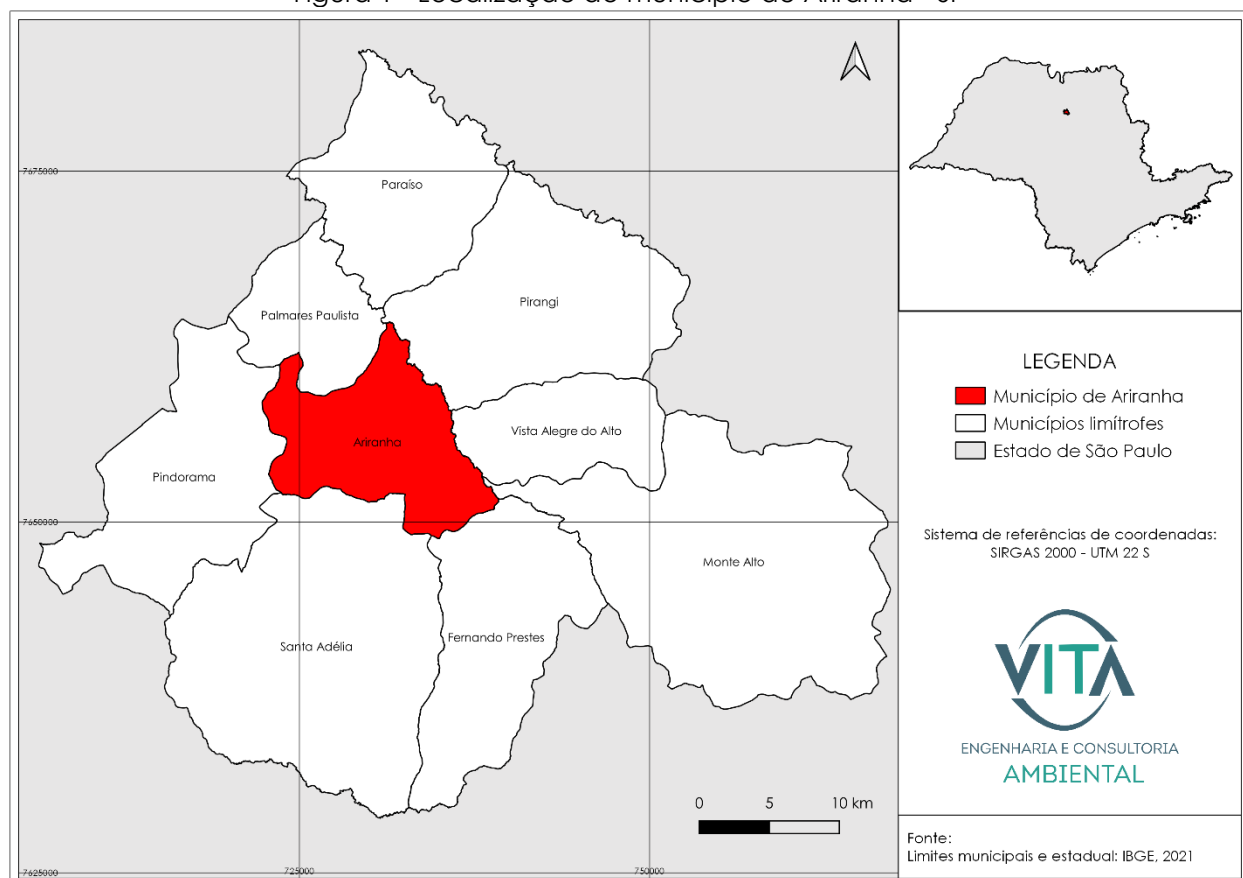 7675000
Paraíso
Pirangi
Palmares Paulista
Vista Alegre do Alto
Ariranha
Pindorama
7650000
Monte Alto
Santa Adélia
Fernando Prestes
0 5 10 km
7625000
725000
750000
LEGENDA
Município de Ariranha
Municípios limítrofes
Estado de São Paulo
Sistema de referências de coordenadas:
SIRGAS 2000 - UTM 22 S
VITA
ENGENHARIA E CONSULTORIA
AMBIENTAL
Fonte:
Limites municipais e estadual: IBGE, 2021